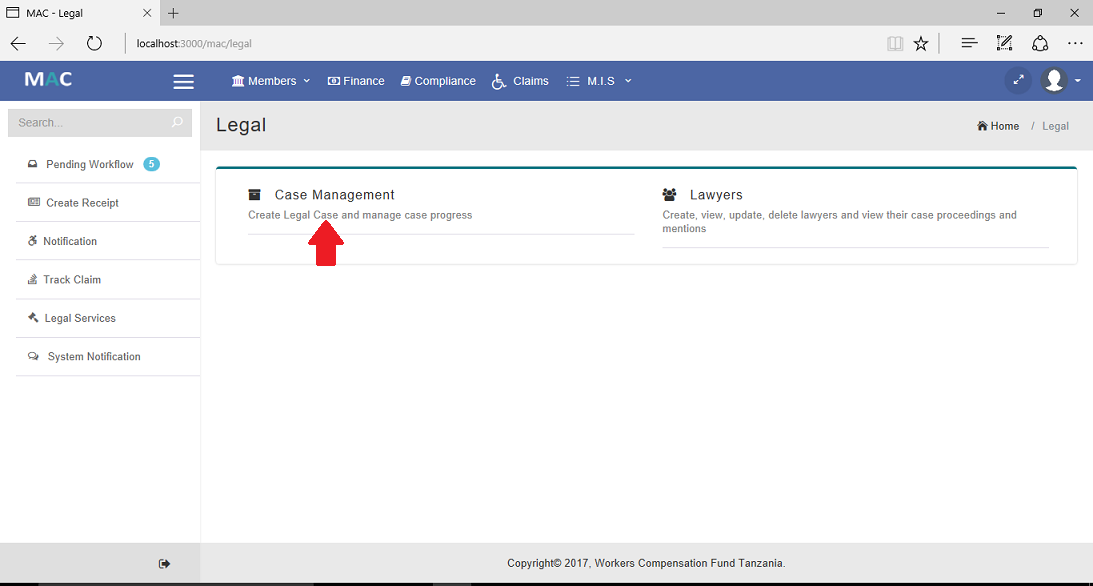 MAC - Legal
localhost:3000/mac/legal
MAC
Members
Finance
Compliance
Claims
M.I.S
Search...
Legal
Home / Legal
Pending Workflow 5
Create Receipt
Notification
Track Claim
Legal Services
System Notification
Case Management
Create Legal Case and manage case progress
Lawyers
Create, view, update, delete lawyers and view their case proceedings and
mentions
Copyright© 2017, Workers Compensation Fund Tanzania.